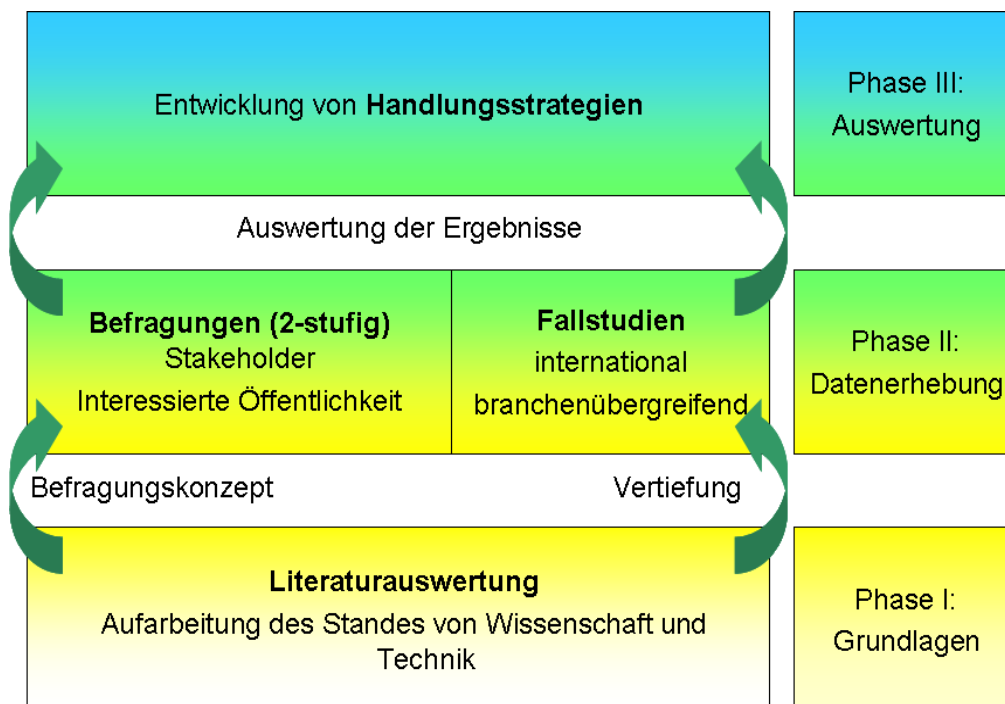 Entwicklung von Handlungsstrategien
Phase III:
Auswertung
Auswertung der Ergebnisse
Befragungen (2-stufig)
Stakeholder
Interessierte Öffentlichkeit
Fallstudien
international
branchenübergreifend
Phase II:
Datenerhebung
Befragungskonzept
Vertiefung
Literaturauswertung
Aufarbeitung des Standes von Wissenschaft und
Technik
Phase I:
Grundlagen